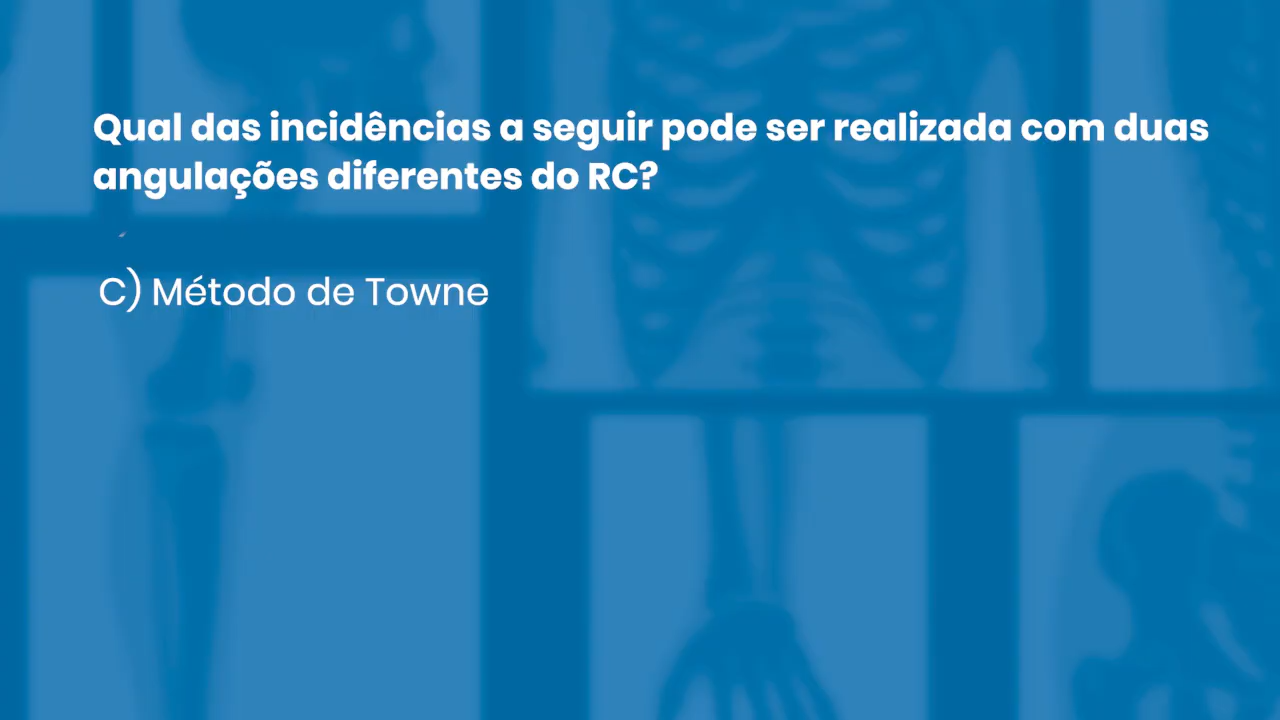 Qual das incidências a seguir pode ser realizada com duas
angulações diferentes do RC?
C) Método de Towne